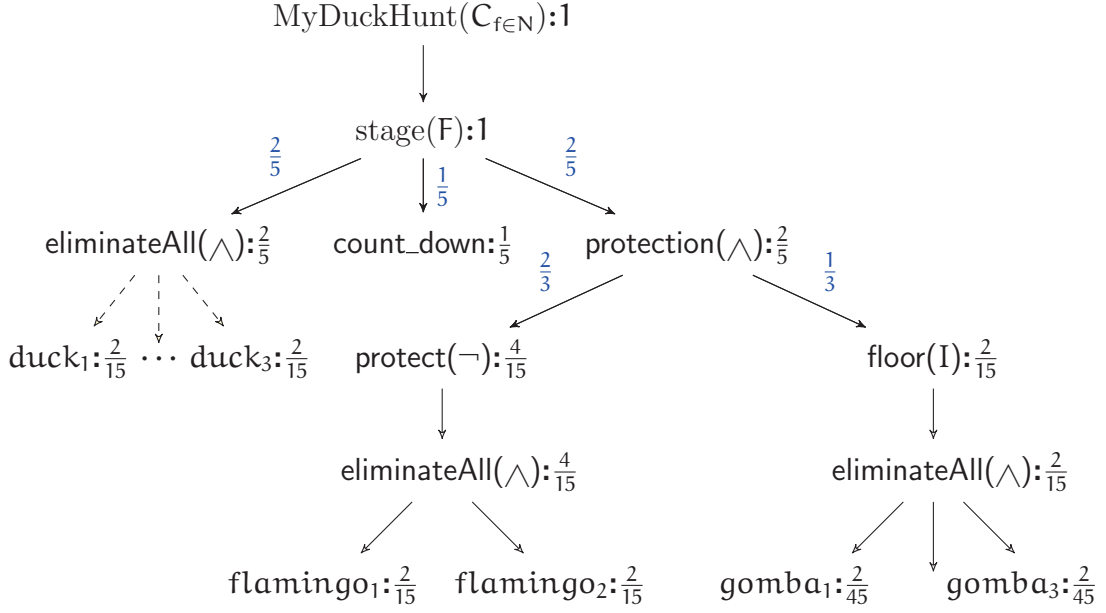 MyDuckHunt(C_{f∈N}):1
stage(F):1
2/5 1/5 2/5
eliminateAll(∧):2/5 count_down:1/5 protection(∧):2/5
2/3 1/3
duck₁:2/15 ⋯ duck₃:2/15 protect(¬):4/15 floor(I):2/15
eliminateAll(∧):4/15 eliminateAll(∧):2/15
flamingo₁:2/15 flamingo₂:2/15 gomba₁:2/45 gomba₃:2/45